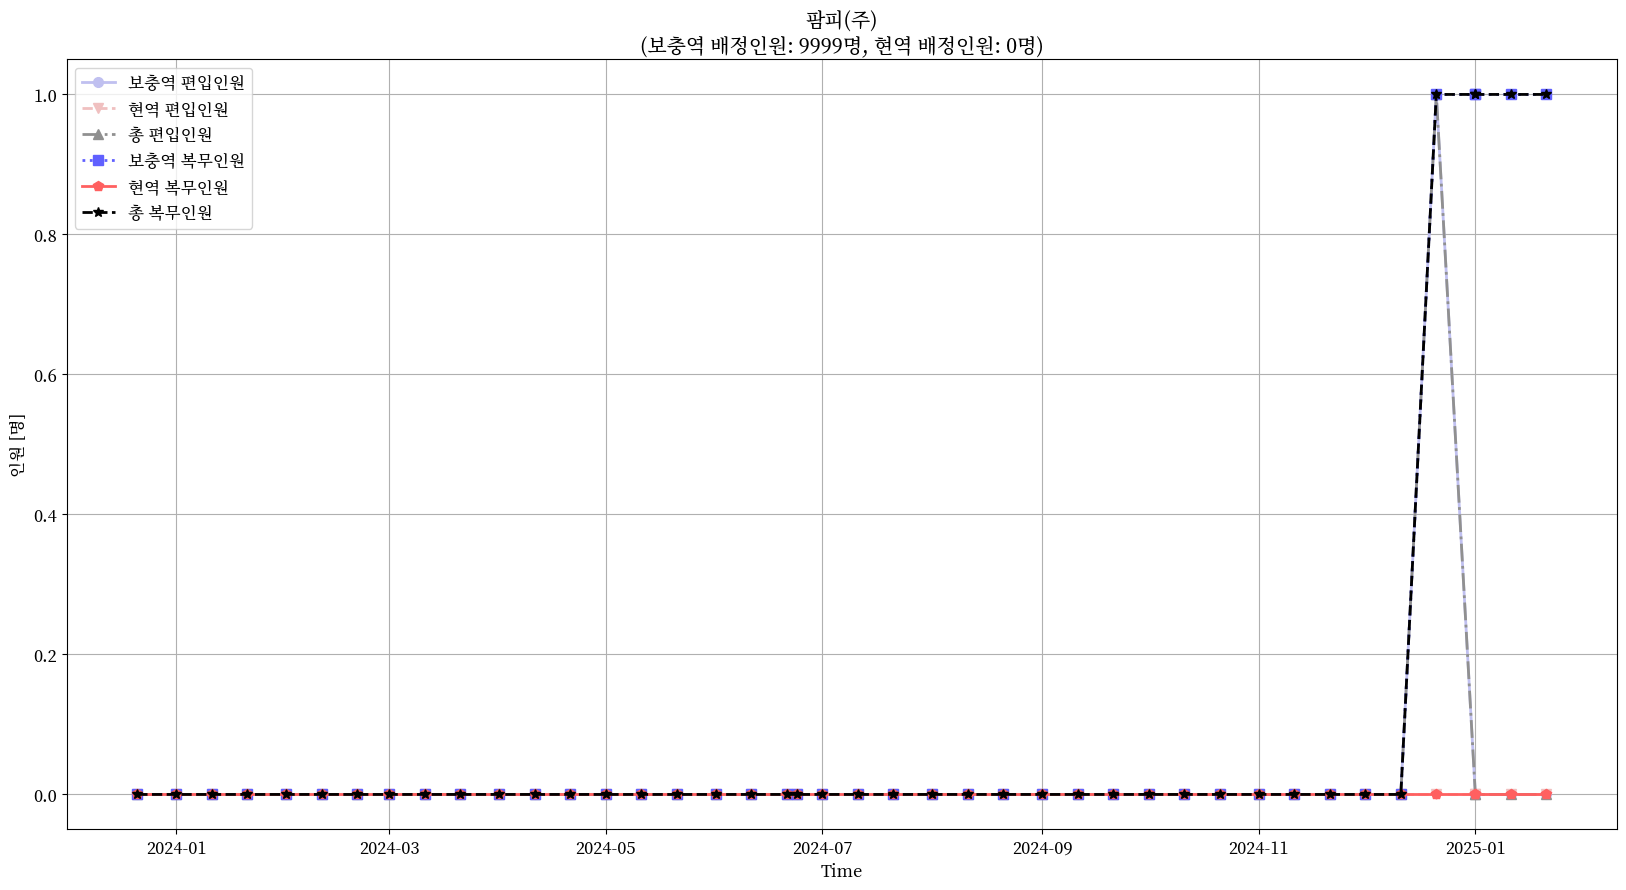 팜피(주)
(보충역 배정인원: 9999명, 현역 배정인원: 0명)
보충역 편입인원
현역 편입인원
총 편입인원
보충역 복무인원
현역 복무인원
총 복무인원
인원 [명]
1.0
0.8
0.6
0.4
0.2
0.0
2024-01
2024-03
2024-05
2024-07
2024-09
2024-11
2025-01
Time